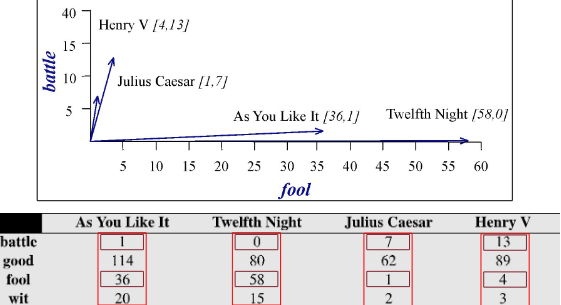 40
Henry V [4,13]
15
battle
10
Julius Caesar [1,7]
5
As You Like It [36,1]
Twelfth Night [58,0]
5 10 15 20 25 30 35 40 45 50 55 60
fool
As You Like It Twelfth Night Julius Caesar Henry V
battle 1 0 7 13
good 114 80 62 89
fool 36 58 1 4
wit 20 15 2 3